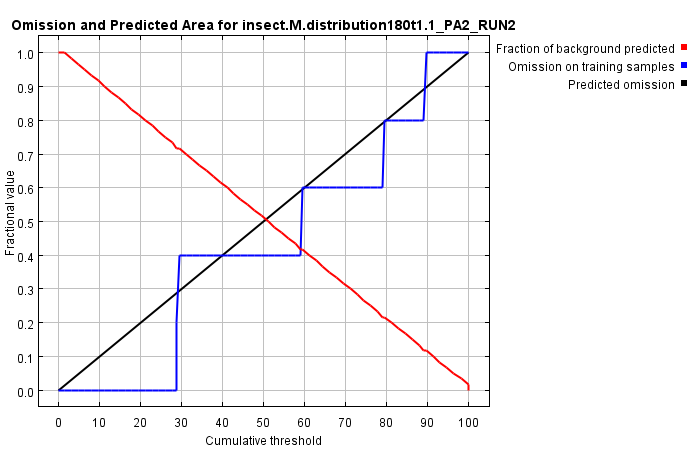 Omission and Predicted Area for insect.M.distribution180t1.1_PA2_RUN2
Fraction of background predicted
Omission on training samples
Predicted omission
Fractional value
1.0
0.9
0.8
0.7
0.6
0.5
0.4
0.3
0.2
0.1
0.0
0 10 20 30 40 50 60 70 80 90 100
Cumulative threshold